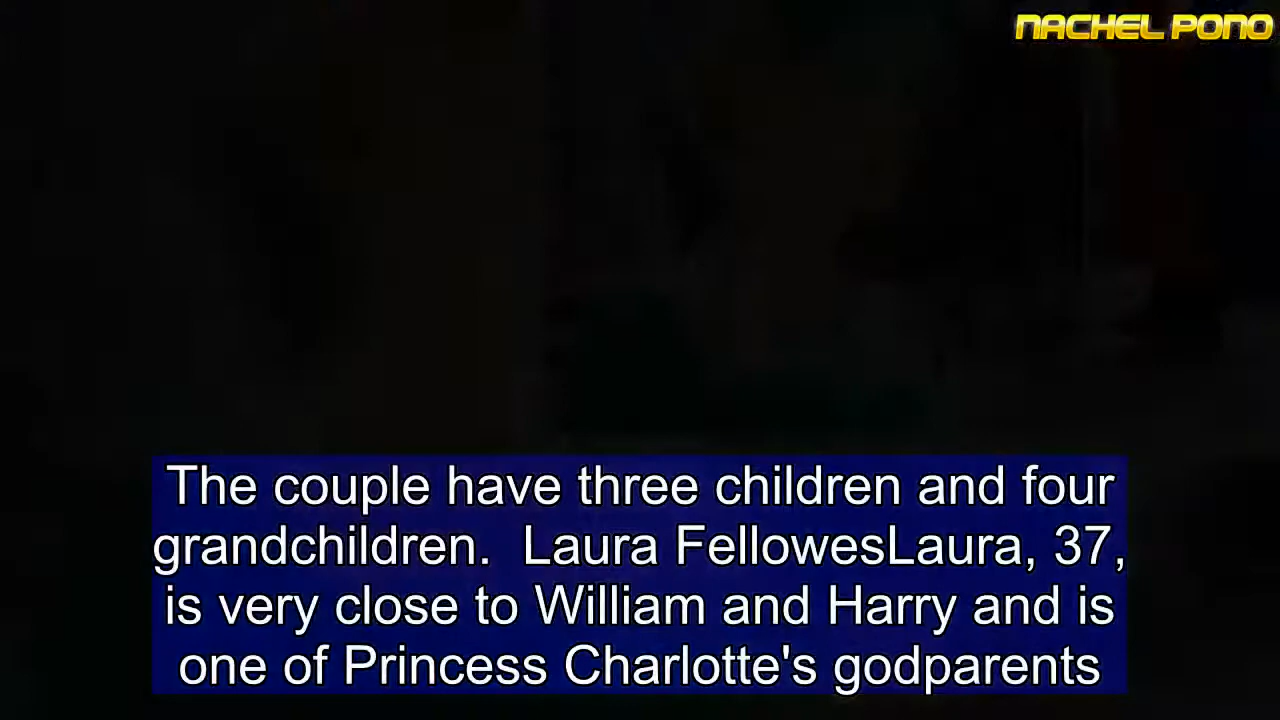 NACHEL PONO
The couple have three children and four
grandchildren.  Laura FellowesLaura, 37,
is very close to William and Harry and is
one of Princess Charlotte's godparents